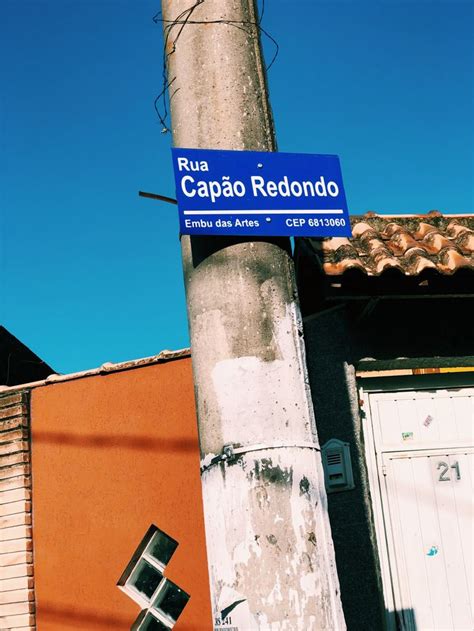 Rua
Capão Redondo
Embu das Artes CEP 6813060
21